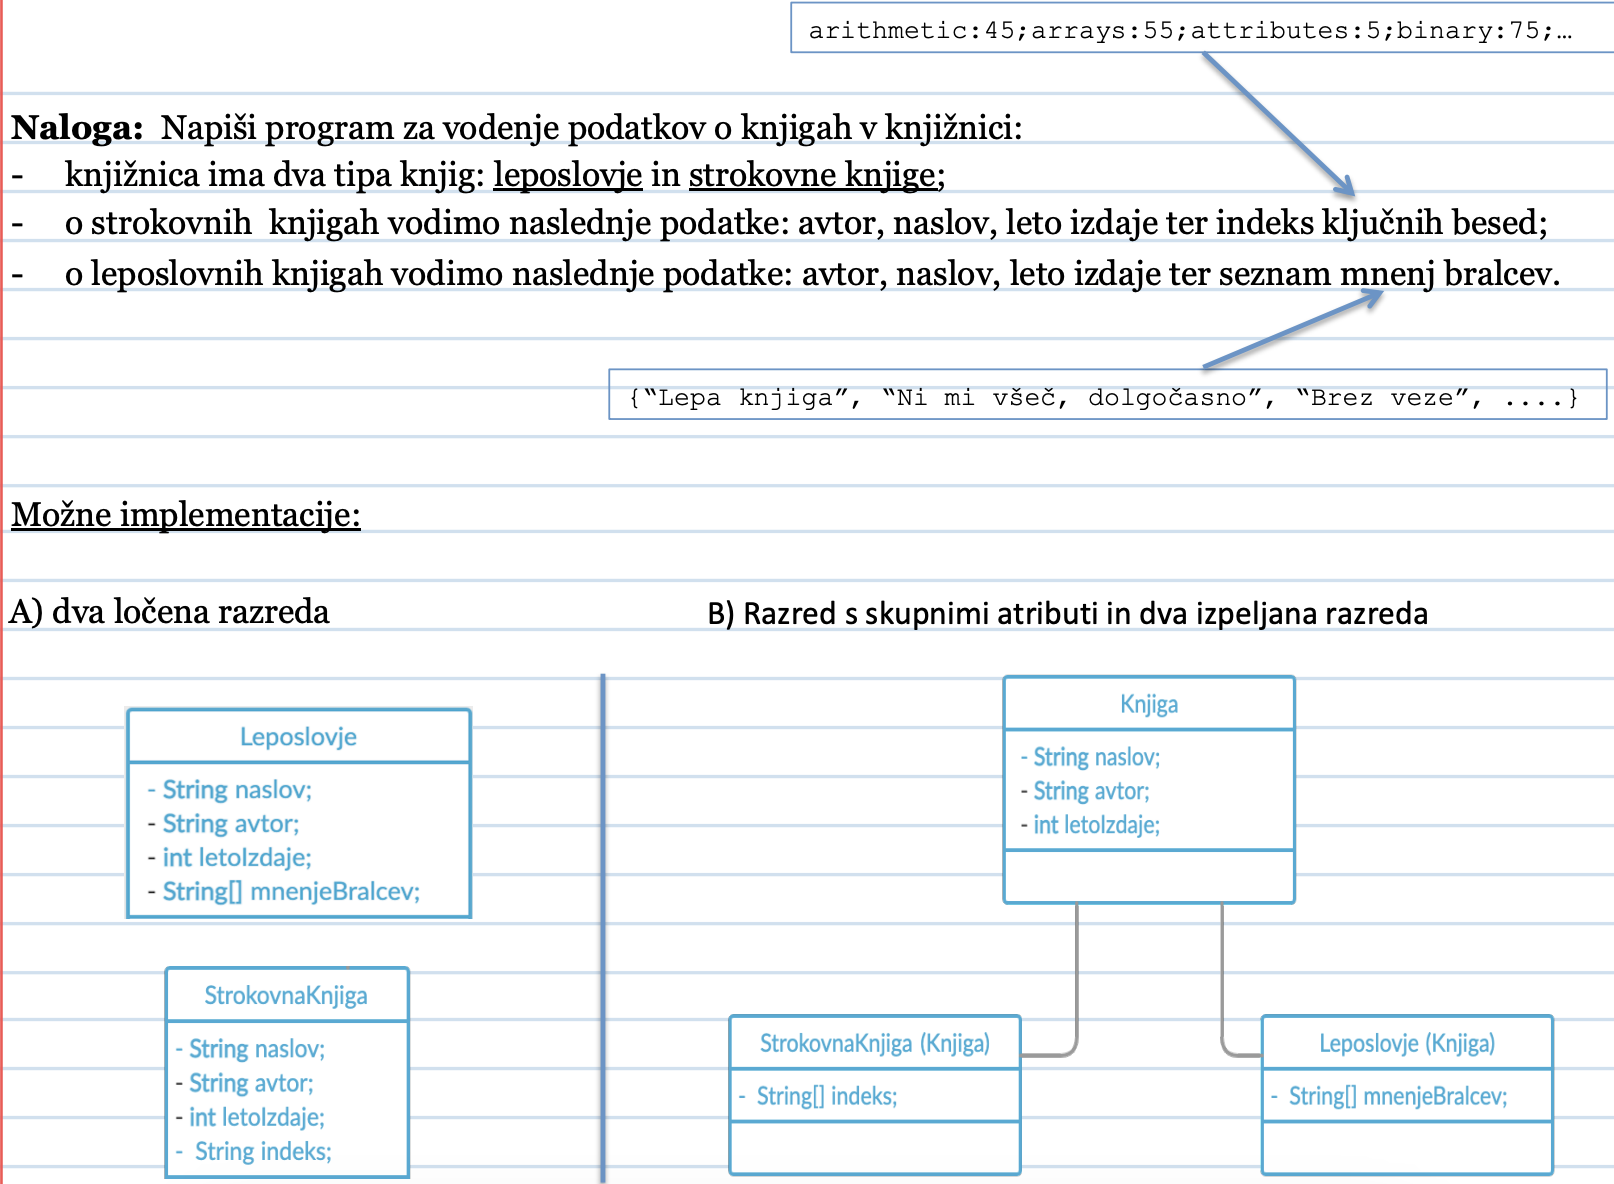 arithmetic:45;arrays:55;attributes:5;binary:75;…
Naloga: Napiši program za vodenje podatkov o knjigah v knjižnici:
- knjižnica ima dva tipa knjig: leposlovje in strokovne knjige;
- o strokovnih knjigah vodimo naslednje podatke: avtor, naslov, leto izdaje ter indeks ključnih besed;
- o leposlovnih knjigah vodimo naslednje podatke: avtor, naslov, leto izdaje ter seznam mnenj bralcev.
{“Lepa knjiga”, “Ni mi všeč, dolgočasno”, “Brez veze”, ....}
Možne implementacije:
A) dva ločena razreda
B) Razred s skupnimi atributi in dva izpeljana razreda
Leposlovje
- String naslov;
- String avtor;
- int letoIzdaje;
- String[] mnenjeBralcev;
StrokovnaKnjiga
- String naslov;
- String avtor;
- int letoIzdaje;
- String indeks;
Knjiga
- String naslov;
- String avtor;
- int letoIzdaje;
StrokovnaKnjiga (Knjiga)
- String[] indeks;
Leposlovje (Knjiga)
- String[] mnenjeBralcev;